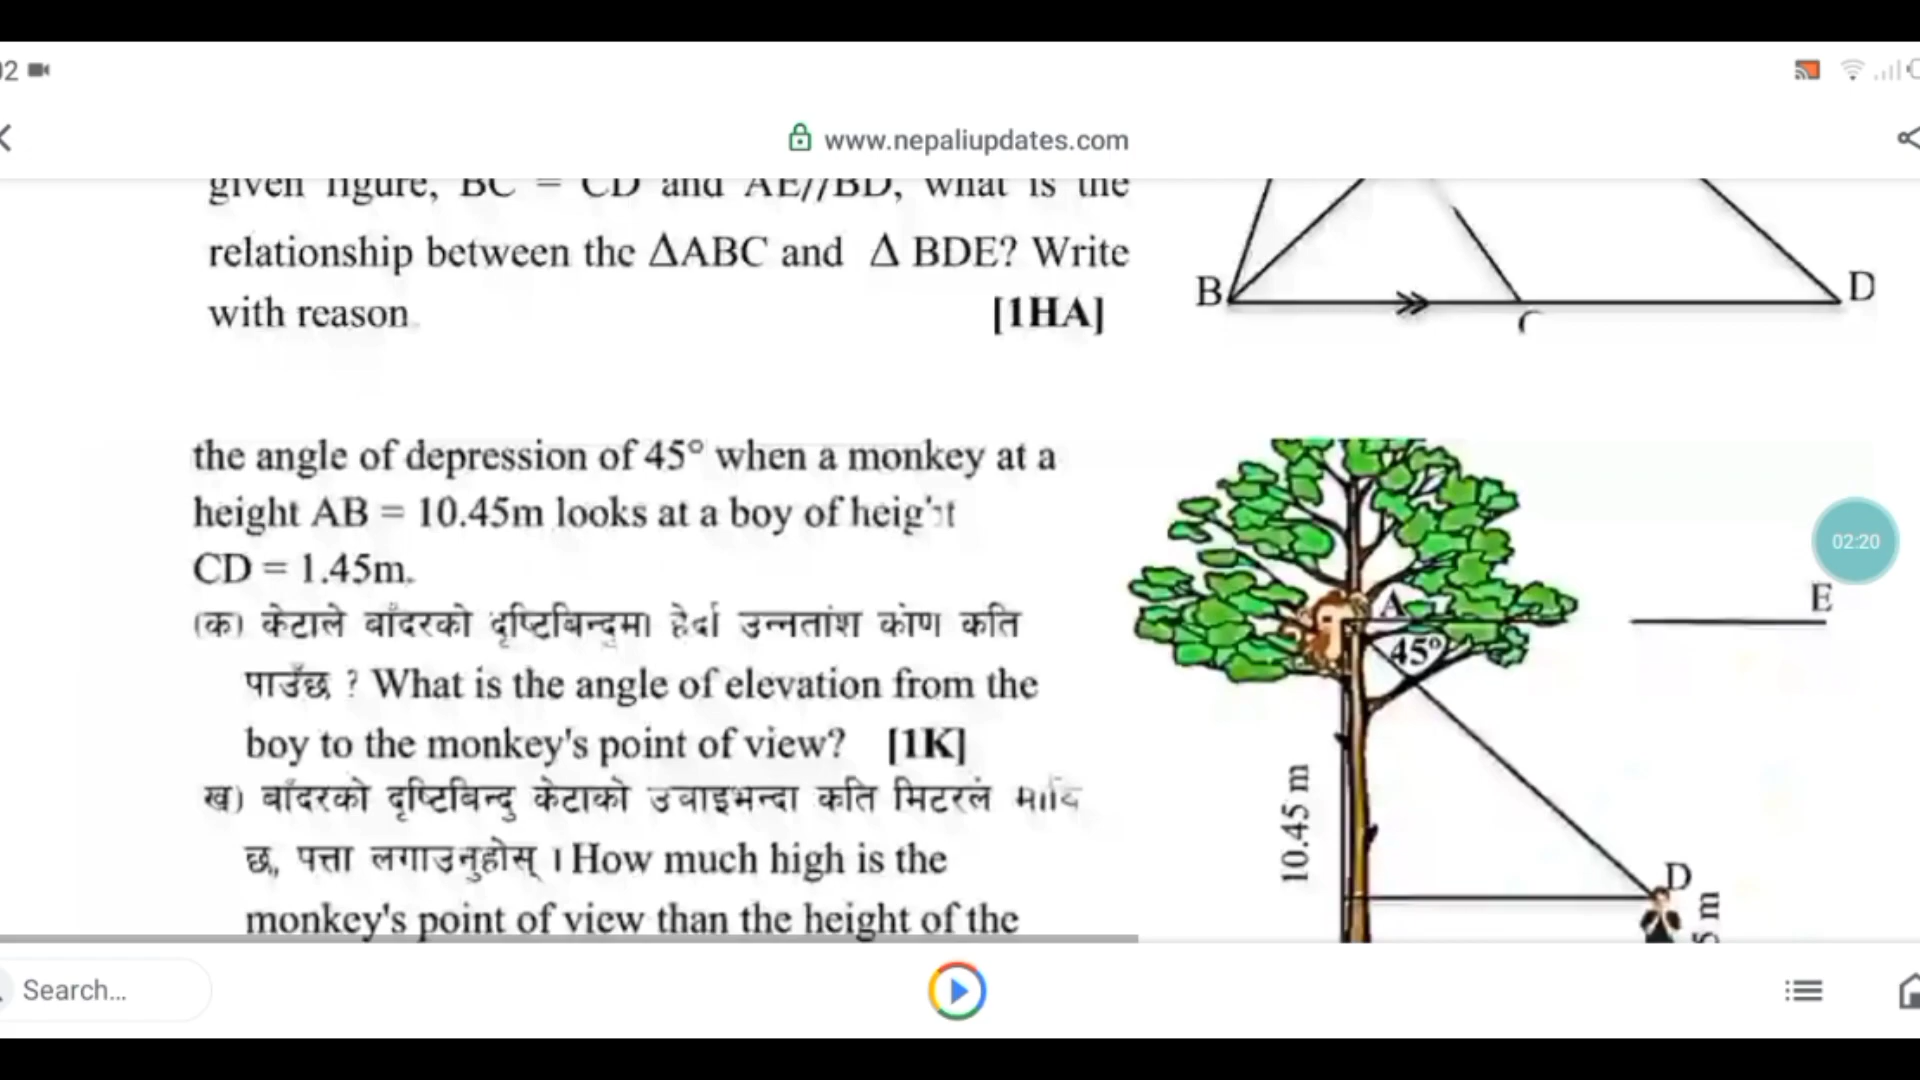 02
www.nepaliupdates.com
given figure, BC = CD and AE//BD, what is the
relationship between the ΔABC and Δ BDE? Write
with reason
[1HA]
B
C
D
the angle of depression of 45° when a monkey at a
height AB = 10.45m looks at a boy of height
CD = 1.45m.
(क) केटाले बाँदरको दृष्टिबिन्दुमा हेर्दा उन्नतांश कोण कति
पाउँछ ? What is the angle of elevation from the
boy to the monkey's point of view? [1K]
ख) बाँदरको दृष्टिबिन्दु केटाको उचाइभन्दा कति मिटरले माथि
छ, पत्ता लगाउनुहोस् । How much high is the
monkey's point of view than the height of the
A
E
45°
10.45 m
D
5 m
02:20
Search...